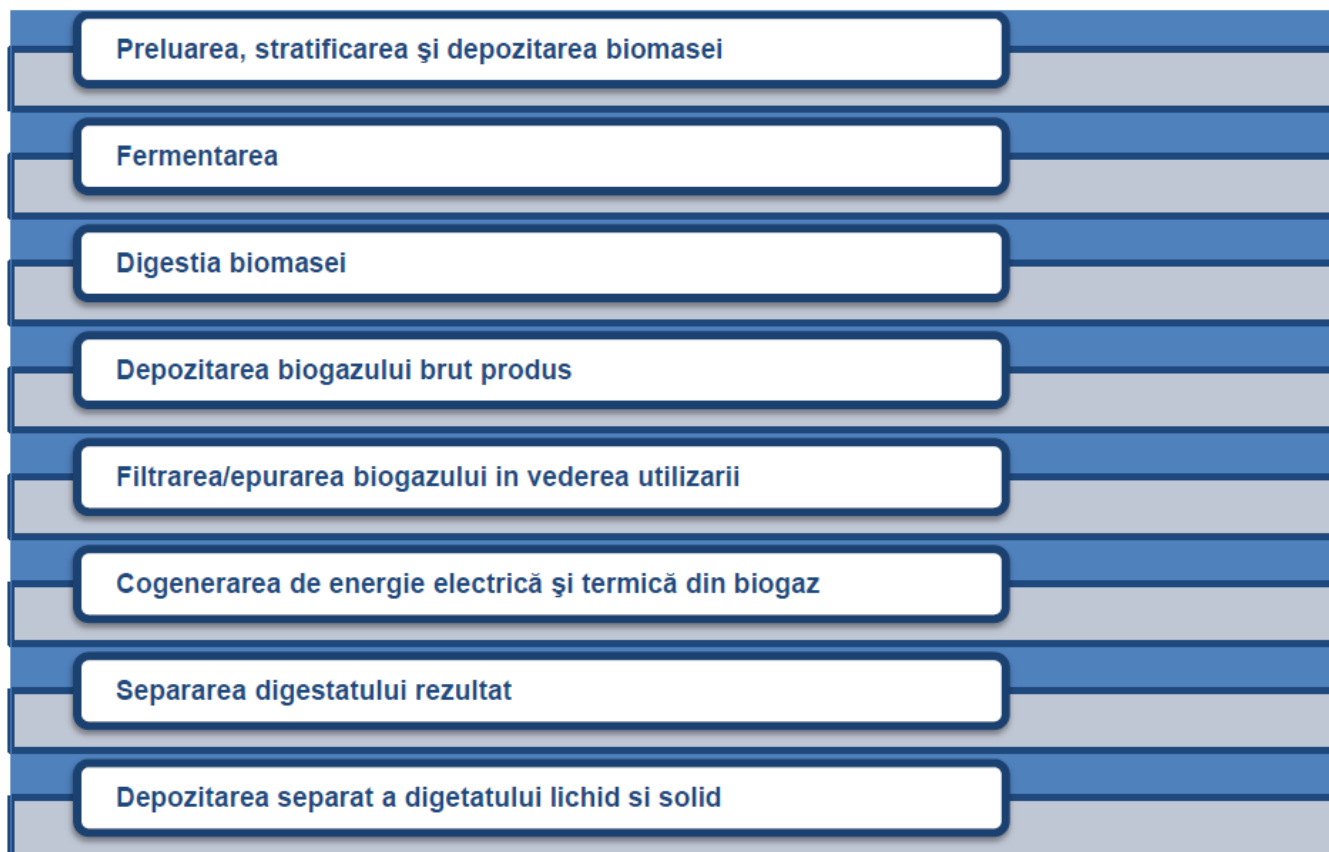 Preluarea, stratificarea şi depozitarea biomasei
Fermentarea
Digestia biomasei
Depozitarea biogazului brut produs
Filtrarea/epurarea biogazului in vederea utilizarii
Cogenerarea de energie electrică şi termică din biogaz
Separarea digestatului rezultat
Depozitarea separat a digetatului lichid si solid